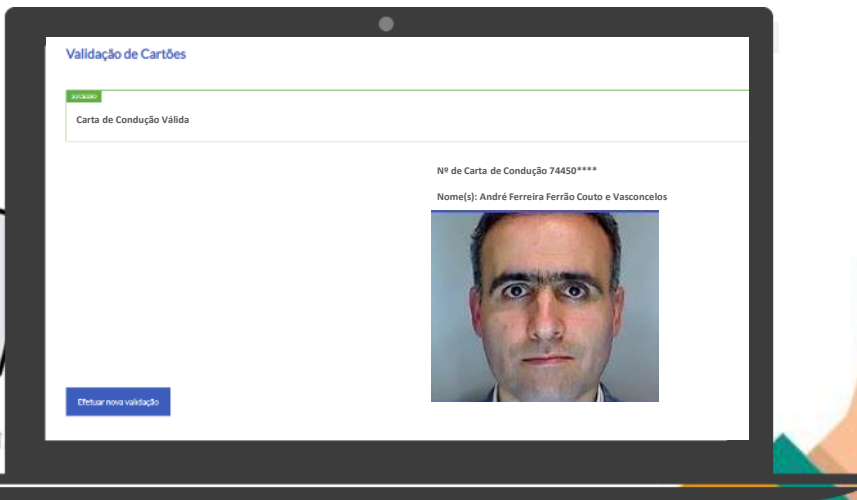 Validação de Cartões
SUCESSO
Carta de Condução Válida
Nº de Carta de Condução 74450****
Nome(s): André Ferreira Ferrão Couto e Vasconcelos
Efetuar nova validação